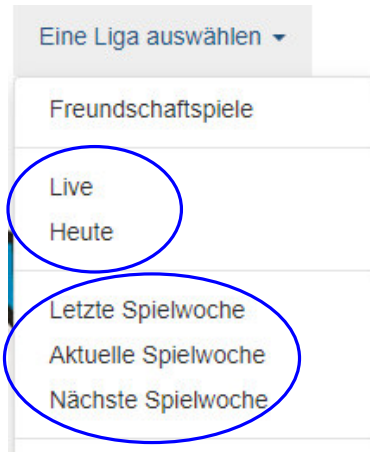 Eine Liga auswählen
Freundschaftspiele
Live
Heute
Letzte Spielwoche
Aktuelle Spielwoche
Nächste Spielwoche